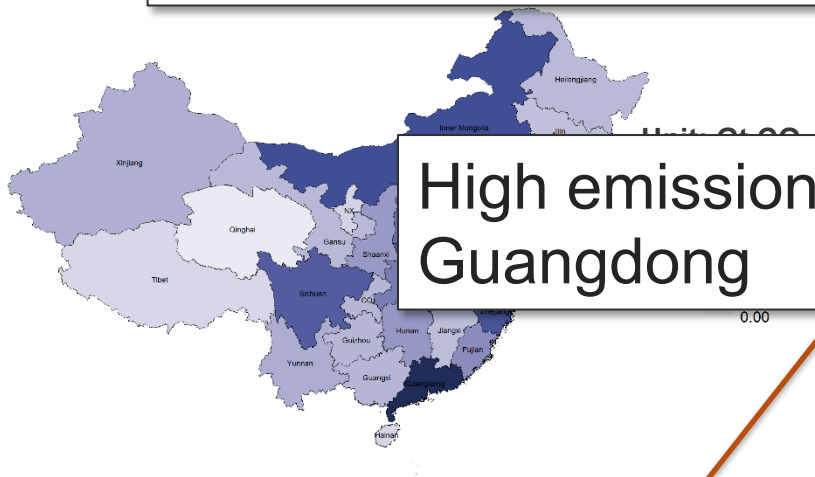 Heilongjiang
Inner Mongolia
Jilin
Xinjiang
High emission
Guangdong
NX
Qinghai
Gansu
Shaanxi
Tibet
Sichuan
CQ
Zhejiang
0.00
Hunan
Jiangxi
Guizhou
Fujian
Yunnan
Guangxi
Guangdong
Hainan